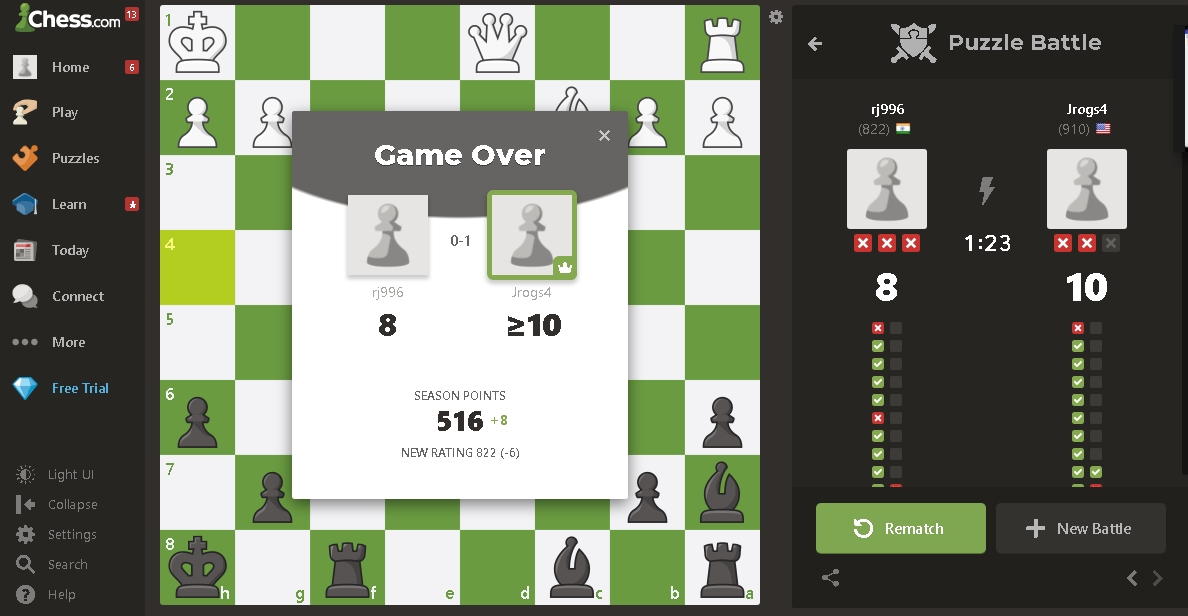 Chess.com 13
Home 6
Play
Puzzles
Learn
Today
Connect
More
Free Trial
Light UI
Collapse
Settings
Search
Help
1
2
3
4
5
6
7
8
h g f e d c b a
Game Over
0-1
rj996 Jrogs4
8 ≥10
SEASON POINTS
516 +8
NEW RATING 822 (-6)
Puzzle Battle
rj996 Jrogs4
(822) (910)
1:23
8 10
Rematch
New Battle